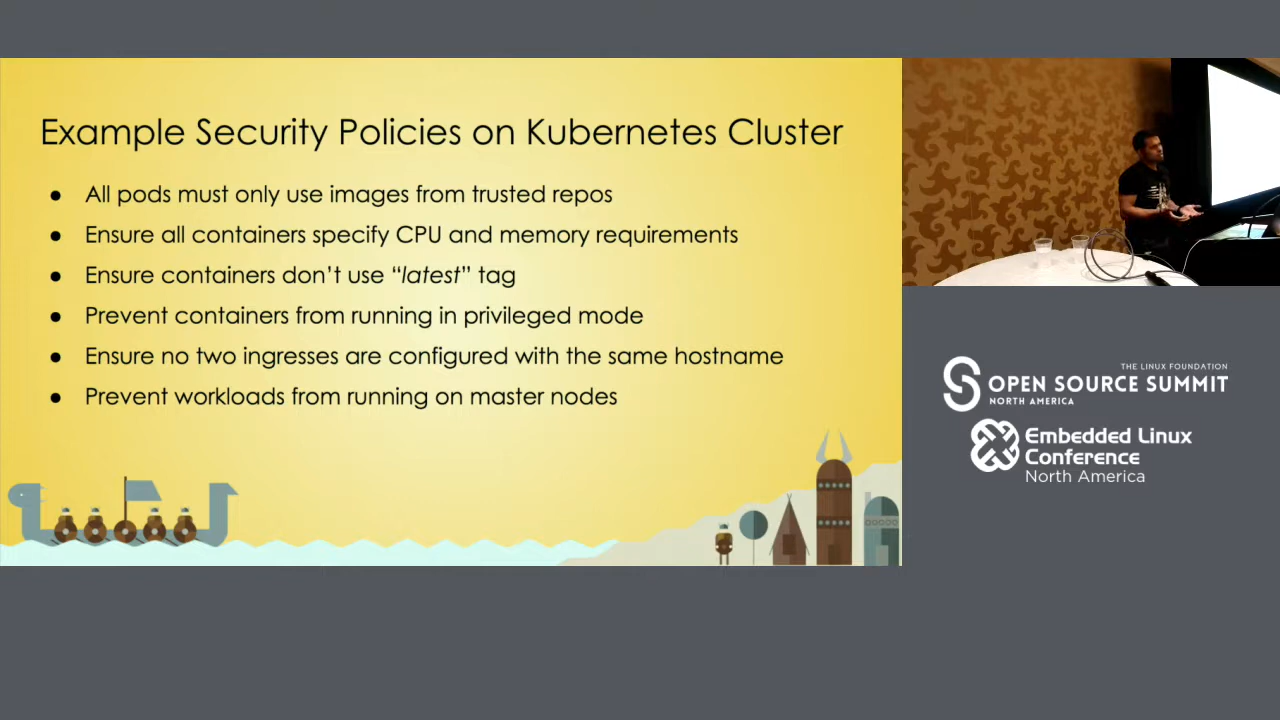 Example Security Policies on Kubernetes Cluster
● All pods must only use images from trusted repos
● Ensure all containers specify CPU and memory requirements
● Ensure containers don’t use “latest” tag
● Prevent containers from running in privileged mode
● Ensure no two ingresses are configured with the same hostname
● Prevent workloads from running on master nodes
THE LINUX FOUNDATION
OPEN SOURCE SUMMIT
NORTH AMERICA
Embedded Linux
Conference
North America